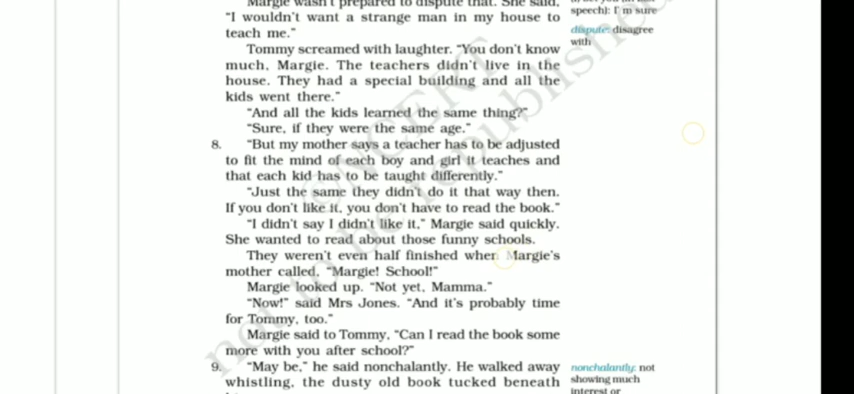 Margie wasn't prepared to dispute that. She said,
"I wouldn't want a strange man in my house to
teach me."
Tommy screamed with laughter. "You don't know
much, Margie. The teachers didn't live in the
house. They had a special building and all the
kids went there."
"And all the kids learned the same thing?"
"Sure, if they were the same age."
8. "But my mother says a teacher has to be adjusted
to fit the mind of each boy and girl it teaches and
that each kid has to be taught differently."
"Just the same they didn't do it that way then.
If you don't like it, you don't have to read the book."
"I didn't say I didn't like it," Margie said quickly.
She wanted to read about those funny schools.
They weren't even half finished when Margie's
mother called, "Margie! School!"
Margie looked up. "Not yet, Mamma."
"Now!" said Mrs Jones. "And it's probably time
for Tommy, too."
Margie said to Tommy, "Can I read the book some
more with you after school?"
9. "May be," he said nonchalantly. He walked away
whistling, the dusty old book tucked beneath
speech): I'm sure
dispute: disagree
with
nonchalantly: not
showing much
interest or
©NCERT
not to be republished